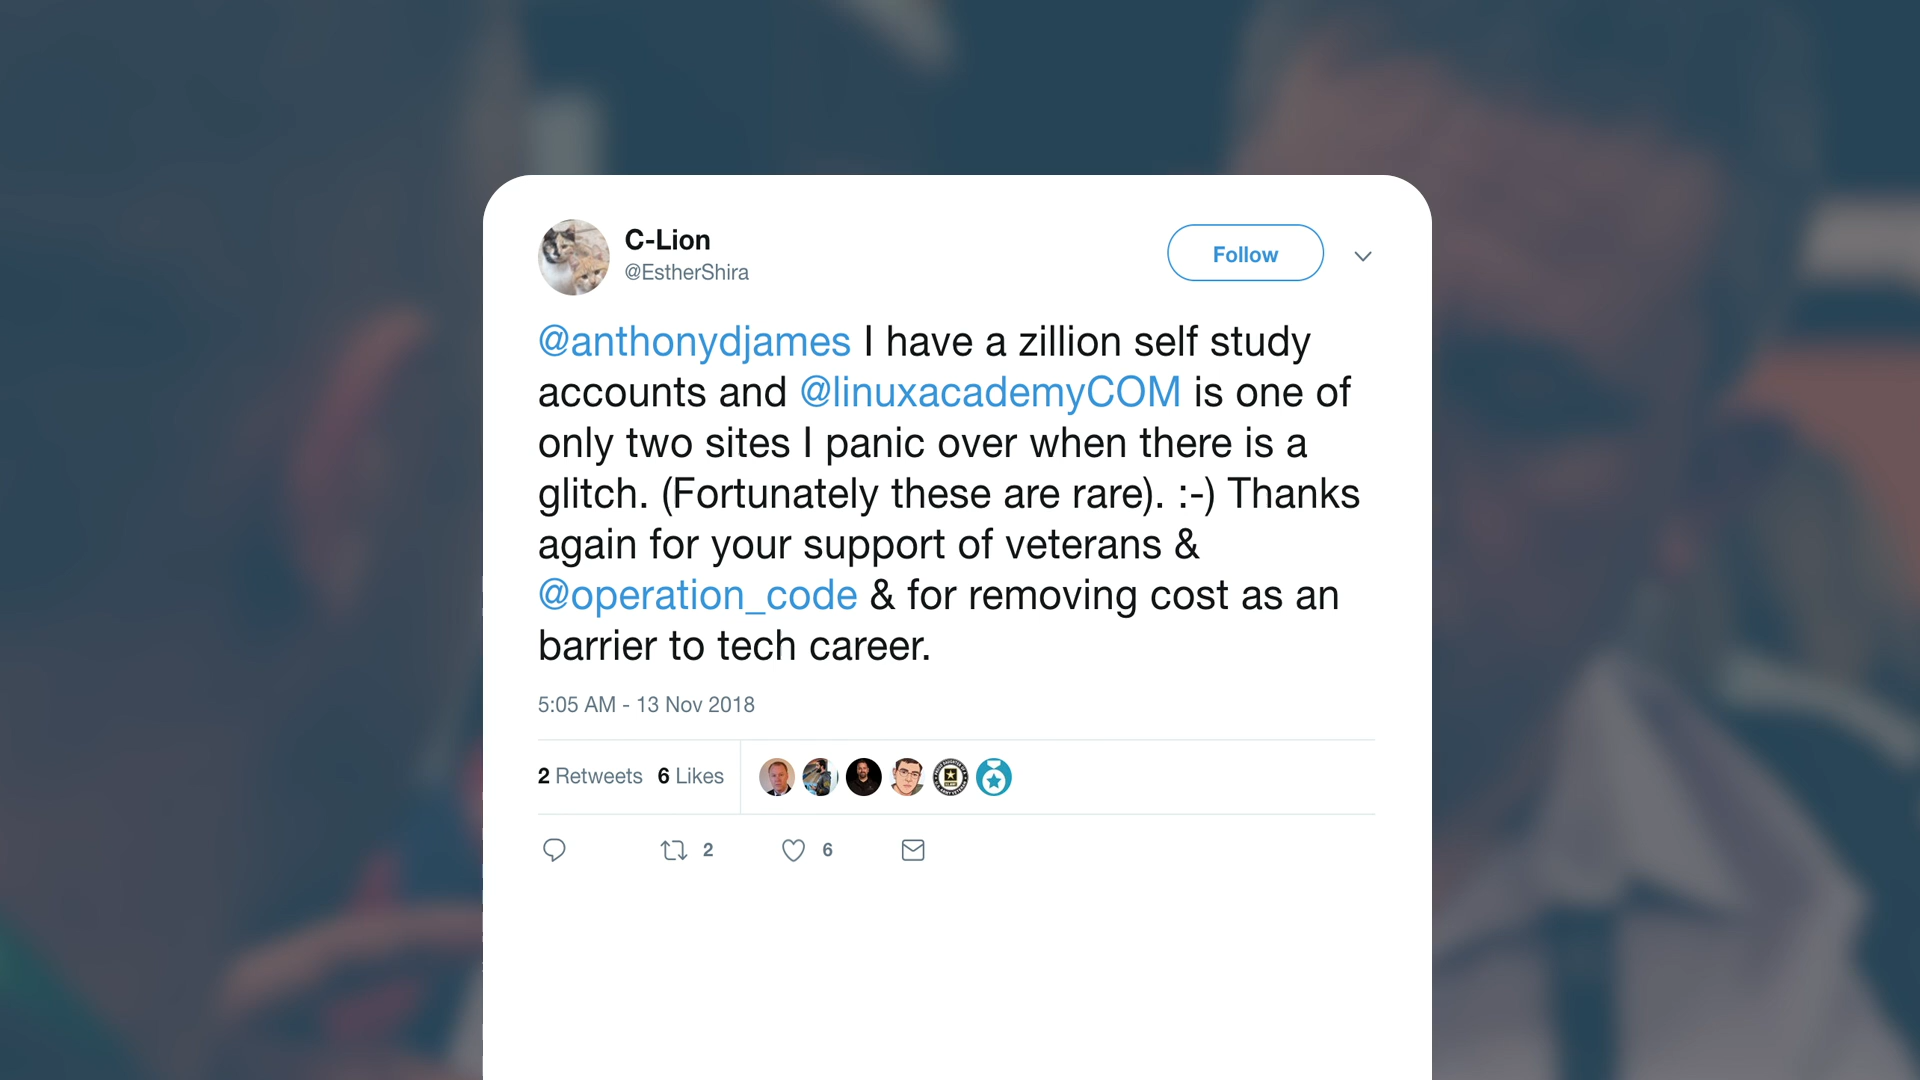 C-Lion
@EstherShira
Follow
@anthonydjames I have a zillion self study
accounts and @linuxacademyCOM is one of
only two sites I panic over when there is a
glitch. (Fortunately these are rare). :-) Thanks
again for your support of veterans &
@operation_code & for removing cost as an
barrier to tech career.
5:05 AM - 13 Nov 2018
2 Retweets 6 Likes
2 6